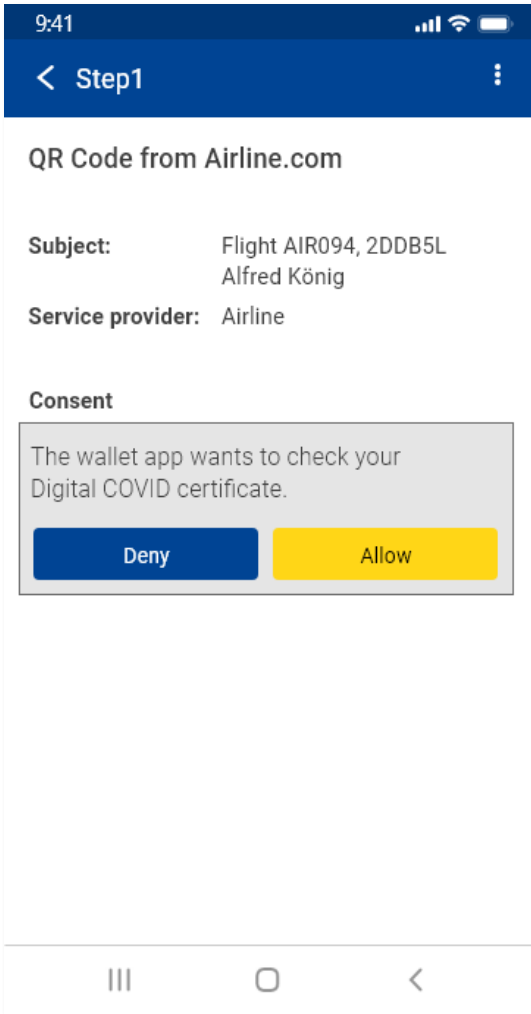 9:41
Step1
QR Code from Airline.com
Subject: Flight AIR094, 2DDB5L
Alfred König
Service provider: Airline
Consent
The wallet app wants to check your
Digital COVID certificate.
Deny Allow